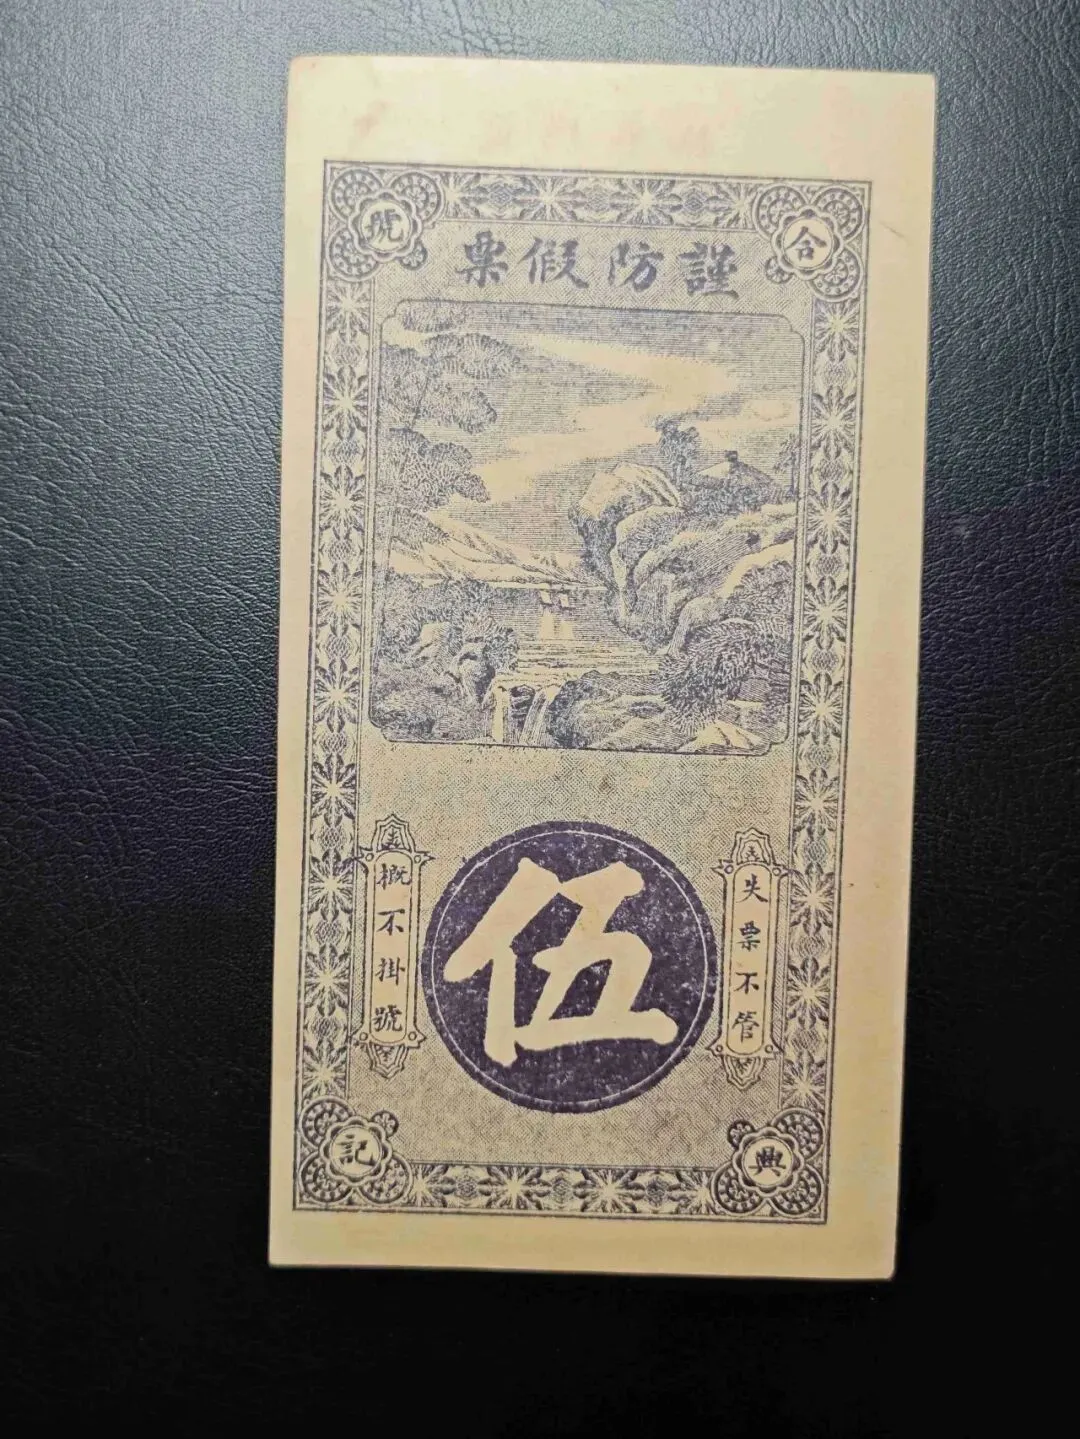 合興記號
謹防假票
失票不管
伍
概不掛號